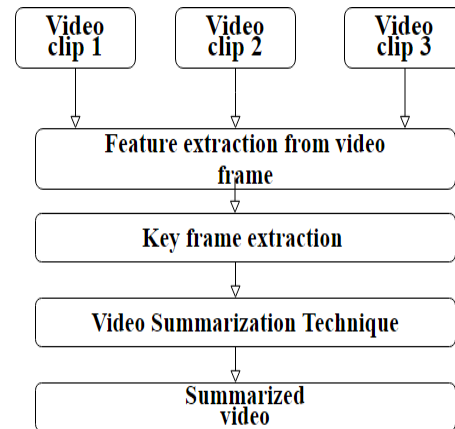 Video
clip 1
Video
clip 2
Video
clip 3
Feature extraction from video
frame
Key frame extraction
Video Summarization Technique
Summarized
video